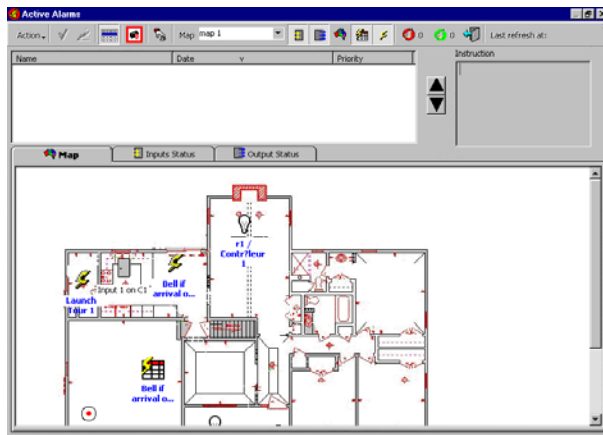 Active Alarms
Action
Map map 1
0
0
Last refresh at:
Name
Date
v
Priority
Instruction
Map
Inputs Status
Output Status
r1 /
Contr?leur
1
Launch
Tour 1
Input 1 on C1
Bell if
arrival o...
Bell if
arrival o...